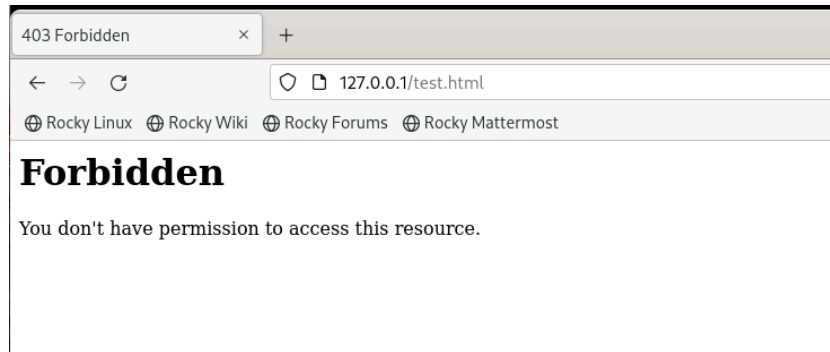 403 Forbidden
127.0.0.1/test.html
Rocky Linux Rocky Wiki Rocky Forums Rocky Mattermost
Forbidden
You don't have permission to access this resource.